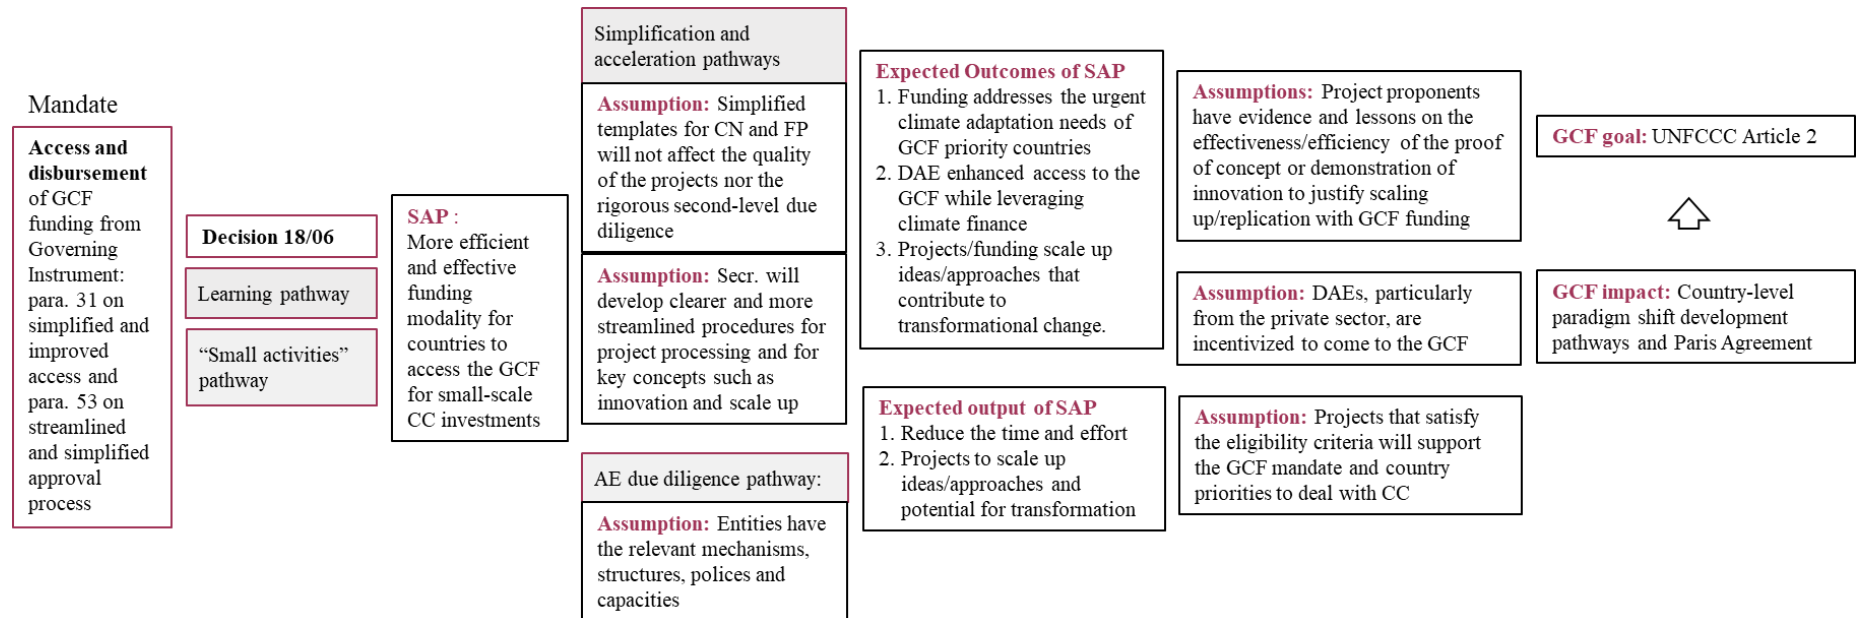 Mandate
Access and
disbursement
of GCF
funding from
Governing
Instrument:
para. 31 on
simplified and
improved
access and
para. 53 on
streamlined
and simplified
approval
process
Decision 18/06
Learning pathway
“Small activities”
pathway
SAP :
More efficient
and effective
funding
modality for
countries to
access the GCF
for small-scale
CC investments
Simplification and
acceleration pathways
Assumption: Simplified
templates for CN and FP
will not affect the quality
of the projects nor the
rigorous second-level due
diligence
Assumption: Secr. will
develop clearer and more
streamlined procedures for
project processing and for
key concepts such as
innovation and scale up
AE due diligence pathway:
Assumption: Entities have
the relevant mechanisms,
structures, polices and
capacities
Expected Outcomes of SAP
1. Funding addresses the urgent
climate adaptation needs of
GCF priority countries
2. DAE enhanced access to the
GCF while leveraging
climate finance
3. Projects/funding scale up
ideas/approaches that
contribute to
transformational change.
Expected output of SAP
1. Reduce the time and effort
2. Projects to scale up
ideas/approaches and
potential for transformation
Assumptions: Project proponents
have evidence and lessons on the
effectiveness/efficiency of the proof
of concept or demonstration of
innovation to justify scaling
up/replication with GCF funding
Assumption: DAEs, particularly
from the private sector, are
incentivized to come to the GCF
Assumption: Projects that satisfy
the eligibility criteria will support
the GCF mandate and country
priorities to deal with CC
GCF goal: UNFCCC Article 2
GCF impact: Country-level
paradigm shift development
pathways and Paris Agreement